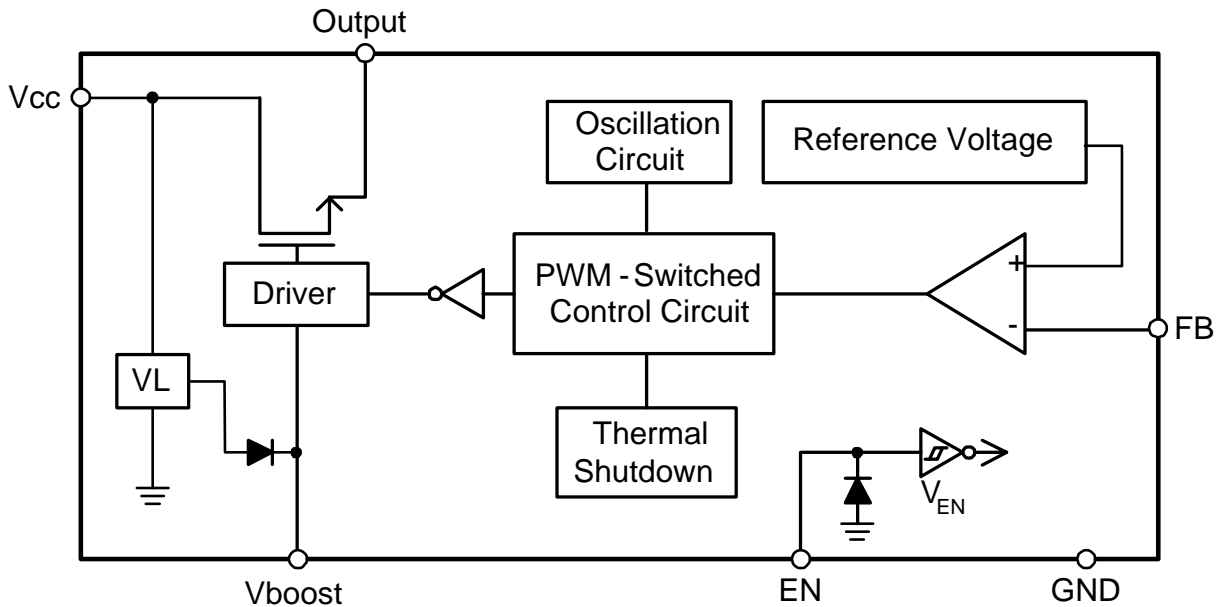 Output
Vcc
Oscillation
Circuit
Reference Voltage
+
PWM - Switched
Control Circuit
Driver
-
FB
VL
Thermal
Shutdown
VEN
Vboost
EN
GND